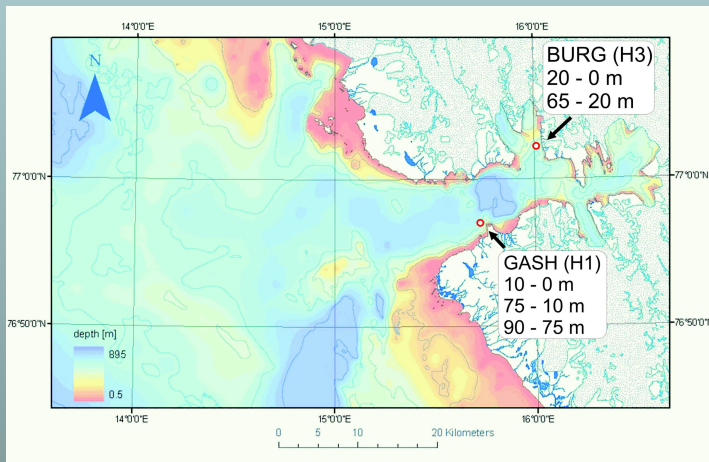 14°0'0"E
15°0'0"E
16°0'0"E
N
BURG (H3)
20 - 0 m
65 - 20 m
77°0'0"N
77°0'0"N
GASH (H1)
10 - 0 m
75 - 10 m
90 - 75 m
76°50'0"N
76°50'0"N
depth [m]
895
0.5
14°0'0"E
15°0'0"E
16°0'0"E
0 5 10 20 Kilometers